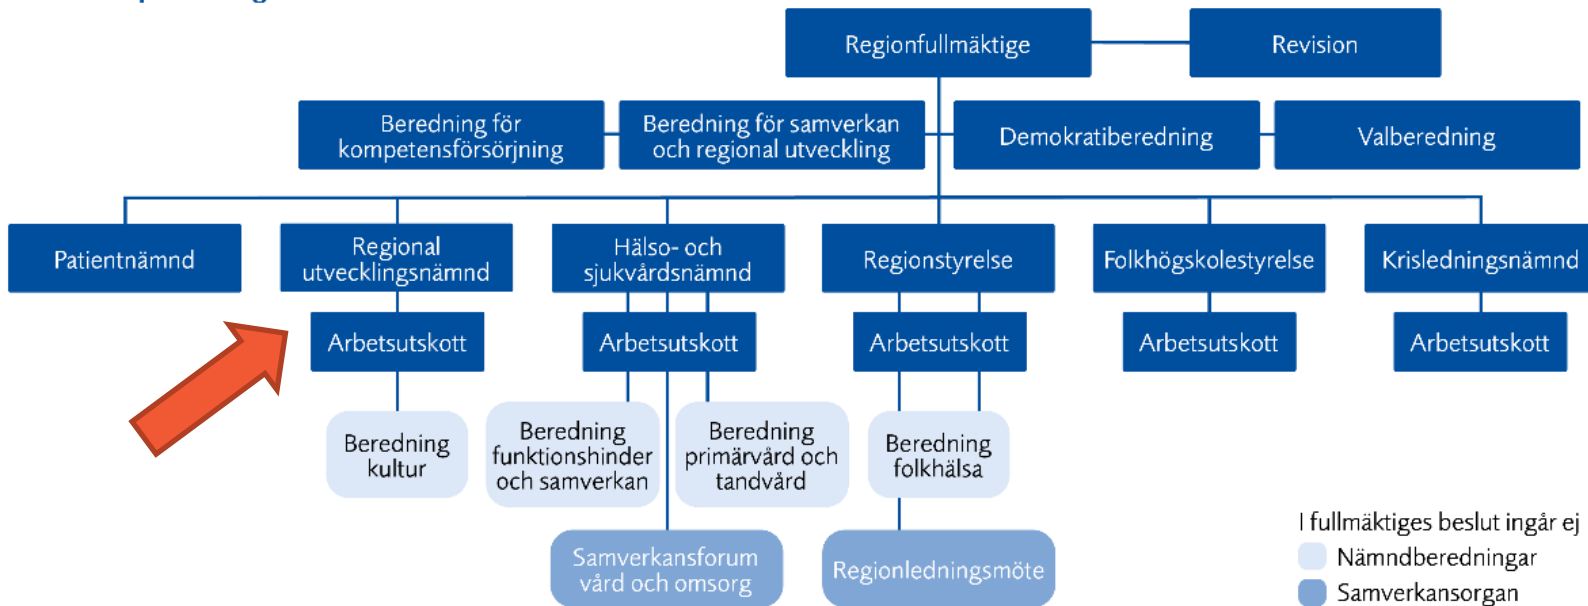 Regionfullmäktige
Revision
Beredning för
kompetensförsörjning
Beredning för samverkan
och regional utveckling
Demokratiberedning
Valberedning
Patientnämnd
Regional
utvecklingsnämnd
Hälso- och
sjukvårdsnämnd
Regionstyrelse
Folkhögskolestyrelse
Krisledningsnämnd
Arbetsutskott
Arbetsutskott
Arbetsutskott
Arbetsutskott
Arbetsutskott
Beredning
kultur
Beredning
funktionshinder
och samverkan
Beredning
primärvård och
tandvård
Beredning
folkhälsa
Samverkansforum
vård och omsorg
Regionledningsmöte
I fullmäktiges beslut ingår ej
Nämndberedningar
Samverkansorgan